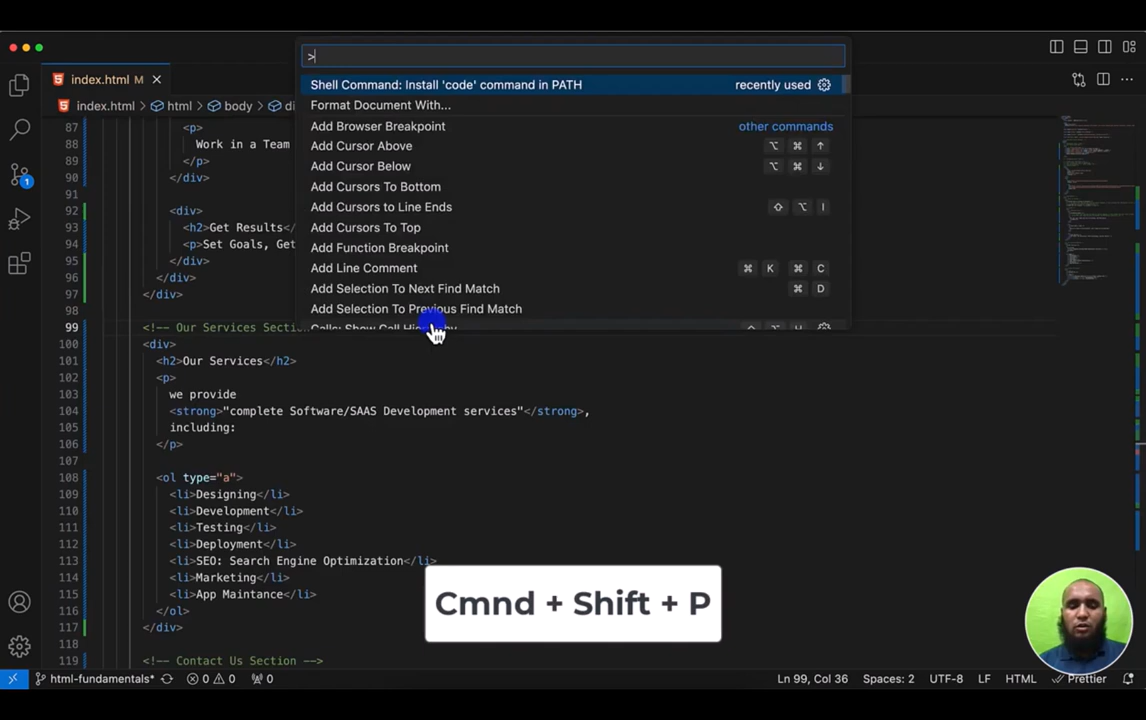 >
index.html M
Shell Command: Install 'code' command in PATH recently used
index.html > html > body > di
Format Document With...
87 <p>
Add Browser Breakpoint other commands
88 Work in a Team
Add Cursor Above ⌥ ⌘ ↑
89 </p>
Add Cursor Below ⌥ ⌘ ↓
90 </div>
Add Cursors To Bottom
91
Add Cursors to Line Ends ⇧ ⌥ I
92 <div>
Add Cursors To Top
93 <h2>Get Results</
94 <p>Set Goals, Get
Add Function Breakpoint
95 </div>
Add Line Comment ⌘ K ⌘ C
96 </div>
Add Selection To Next Find Match ⌘ D
97 </div>
Add Selection To Previous Find Match
98
Calls: Show Call Hierarchy
99 <!-- Our Services Sectio
100 <div>
101 <h2>Our Services</h2>
102 <p>
103 we provide
104 <strong>"complete Software/SAAS Development services"</strong>,
105 including:
106 </p>
107
108 <ol type="a">
109 <li>Designing</li>
110 <li>Development</li>
111 <li>Testing</li>
112 <li>Deployment</li>
113 <li>SEO: Search Engine Optimization</li>
114 <li>Marketing</li>
115 <li>App Maintance</li>
116 </ol>
117 </div>
118
119 <!-- Contact Us Section -->
Cmnd + Shift + P
1
html-fundamentals* 0 0 0 Ln 99, Col 36 Spaces: 2 UTF-8 LF HTML Prettier